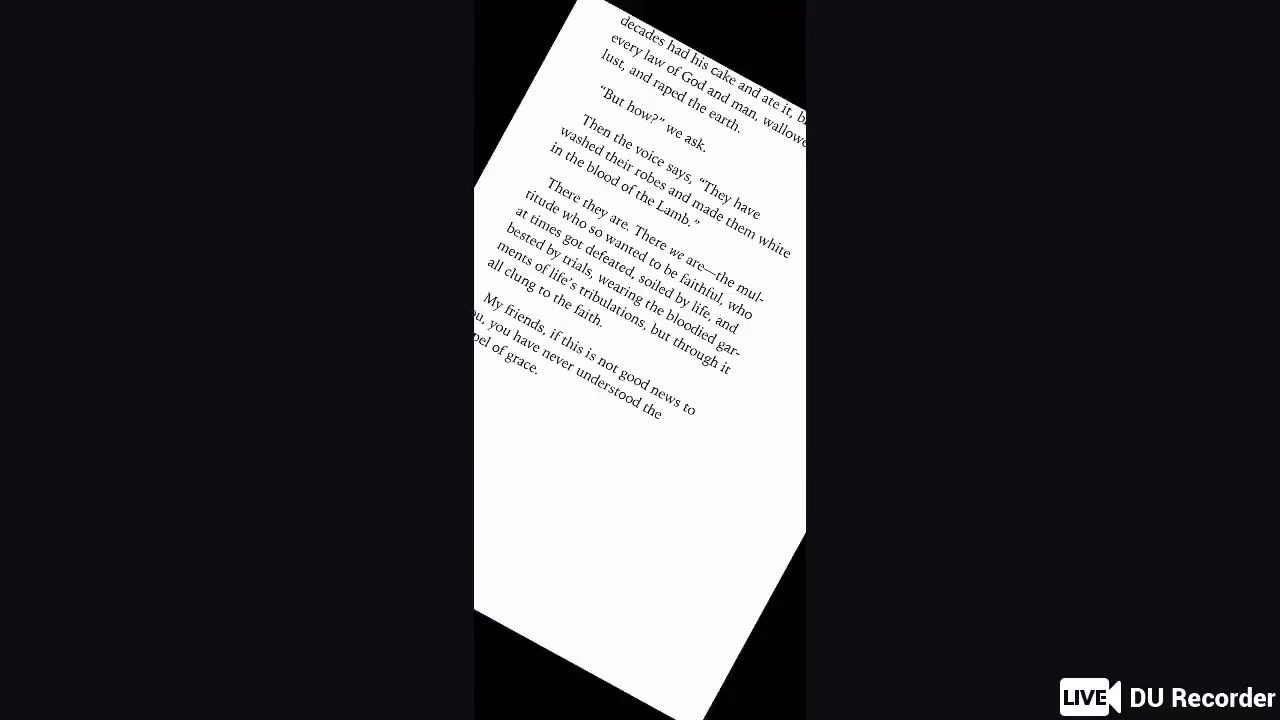 decades had his cake and ate it,
every law of God and man,
lust, and raped the earth.
“But how?” we ask.
Then the voice says, “They have
washed their robes and made them white
in the blood of the Lamb.”
There they are. There we are—the mul-
titude who so wanted to be faithful, who
at times got defeated, soiled by life, and
bested by trials, wearing the bloodied gar-
ments of life’s tribulations, but through it
all clung to the faith.
My friends, if this is not good news to
you have never understood the
of grace.
LIVE DU Recorder